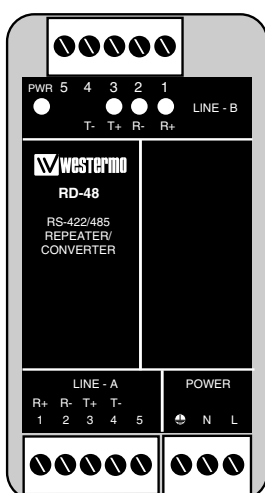 PWR 5 4 3 2 1
LINE - B
T- T+ R- R+
Westermo
RD-48
RS-422/485
REPEATER/
CONVERTER
LINE - A
POWER
R+ R- T+ T-
1 2 3 4 5
N L